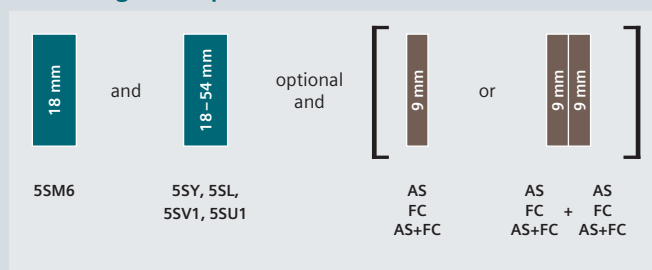 18 mm
and
18–54 mm
optional
and
9 mm
or
9 mm
9 mm
5SM6
5SY, 5SL,
5SV1, 5SU1
AS
FC
AS+FC
AS AS
FC + FC
AS+FC AS+FC